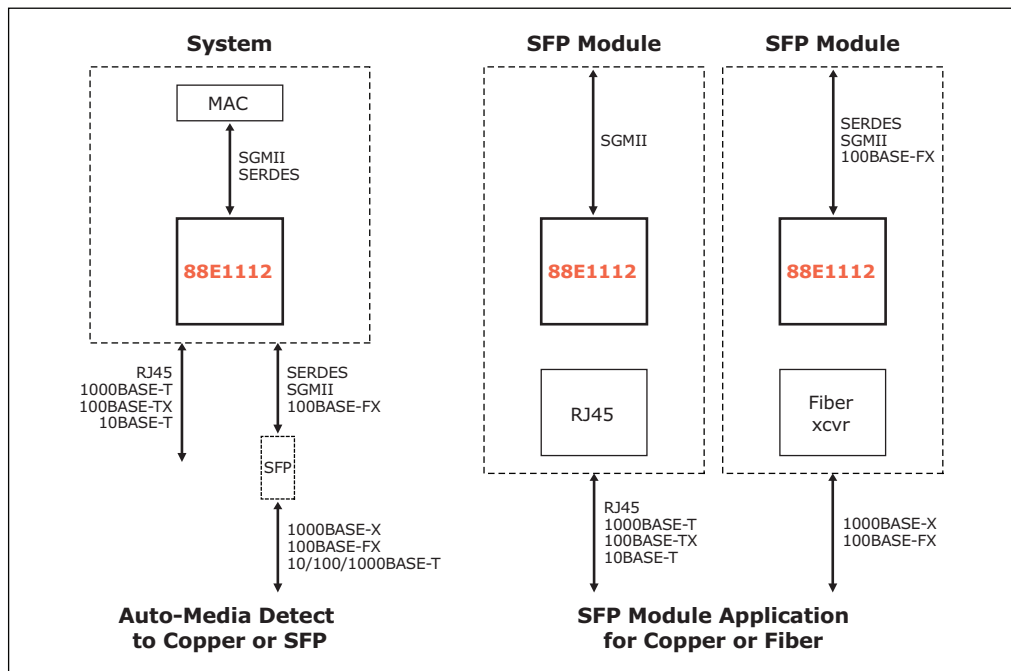 System
MAC
SGMII
SERDES
88E1112
RJ45
1000BASE-T
100BASE-TX
10BASE-T
SERDES
SGMII
100BASE-FX
SFP
1000BASE-X
100BASE-FX
10/100/1000BASE-T
Auto-Media Detect
to Copper or SFP
SFP Module
SGMII
88E1112
RJ45
RJ45
1000BASE-T
100BASE-TX
10BASE-T
SFP Module
SERDES
SGMII
100BASE-FX
88E1112
Fiber
xcvr
1000BASE-X
100BASE-FX
SFP Module Application
for Copper or Fiber